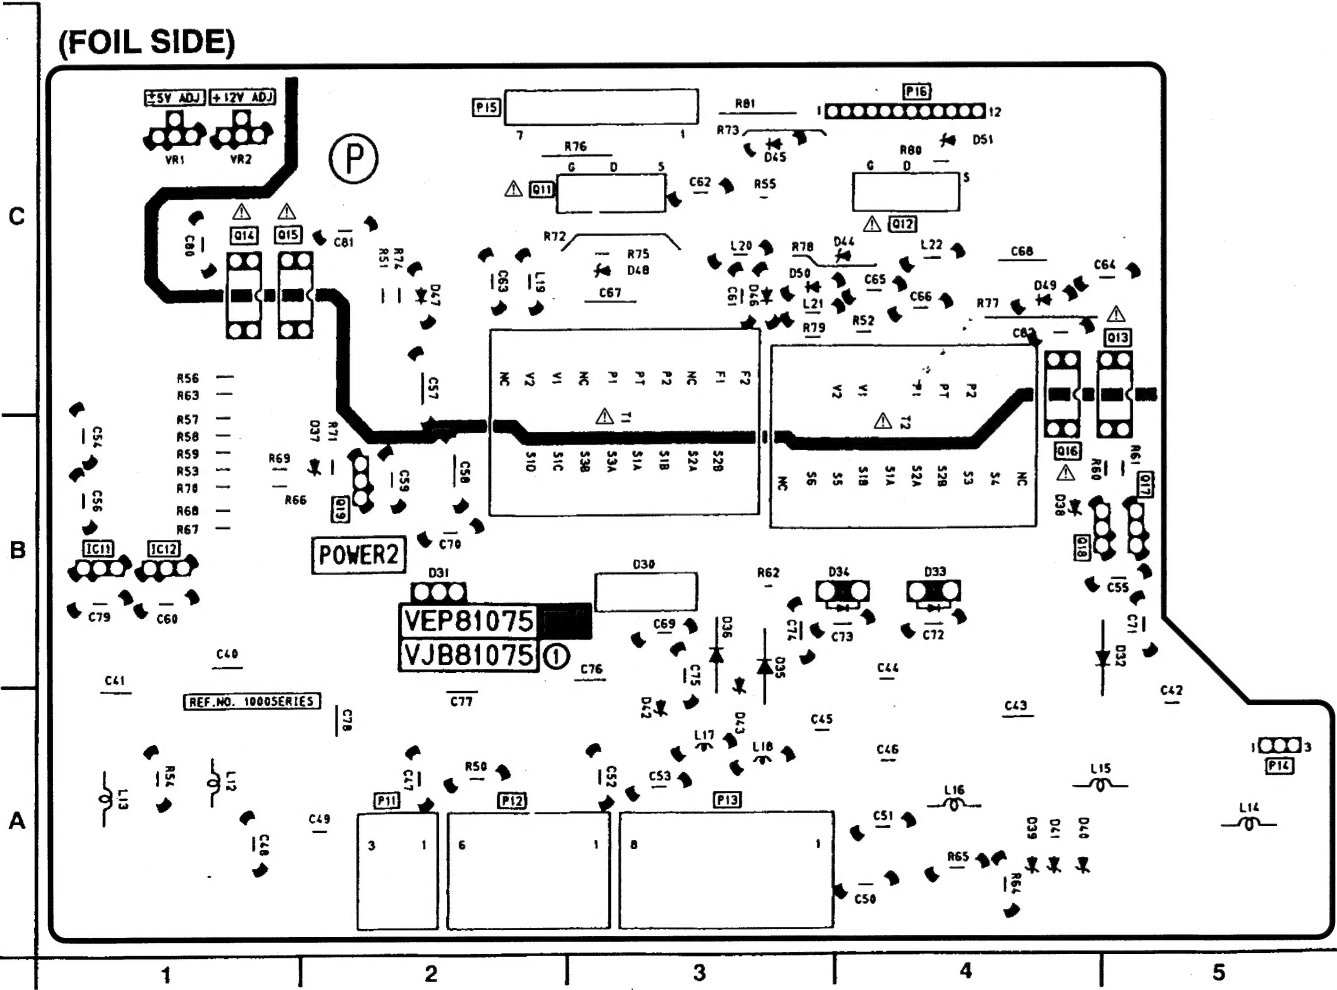 (FOIL SIDE)
±5V ADJ +12V ADJ
VR1 VR2
P
P15 7 1
R81 P16 1 12
R73 D45 R80 D51
R76 G D S
Q11 C62 R55
G D S Q12
C
C80 Q14 Q15 C81
R51 R74 D47
R72 R75 D48 C67
C63 L19
L20 C61 D46
R78 D44 L22 C68 C64
D50 C65 D49
L21 C66 R77
R79 R52 C82 Q13
R56
R63
R57
R58
R59
R53
R70
R68
R67
C57
NC V2 V1 NC P1 PT P2 NC F1 F2
T1
S1D S1C S3B S3A S1A S1B S2A S2B
V2 V1 P1 PT P2
T2
NC S6 S5 S1B S1A S2A S2B S3 S4 NC
C54 C56
D37 R71 R69 R66
Q19 C59 C58 C70
Q16 R60 R61 Q17
D38 Q18
B
IC11 IC12
C79 C60
POWER2
D31
VEP81075
VJB81075 1
D30 R62 D34 D33
C55 C71
C69 D36 C74 C73 C72
D35 D32
C40 C41
C76 C75 C44 C42
REF.NO. 1000SERIES
C77 C78
D42 D43 C45 C43
L17 L18 C46
P14 1 3
R54 L13 L12
C47 R50 C52 C53
L15 L16 L14
P11 P12 P13
A
C49 C48
3 1 6 1 8 1
C51 D39 D41 D40
R65 R64 C50
1 2 3 4 5